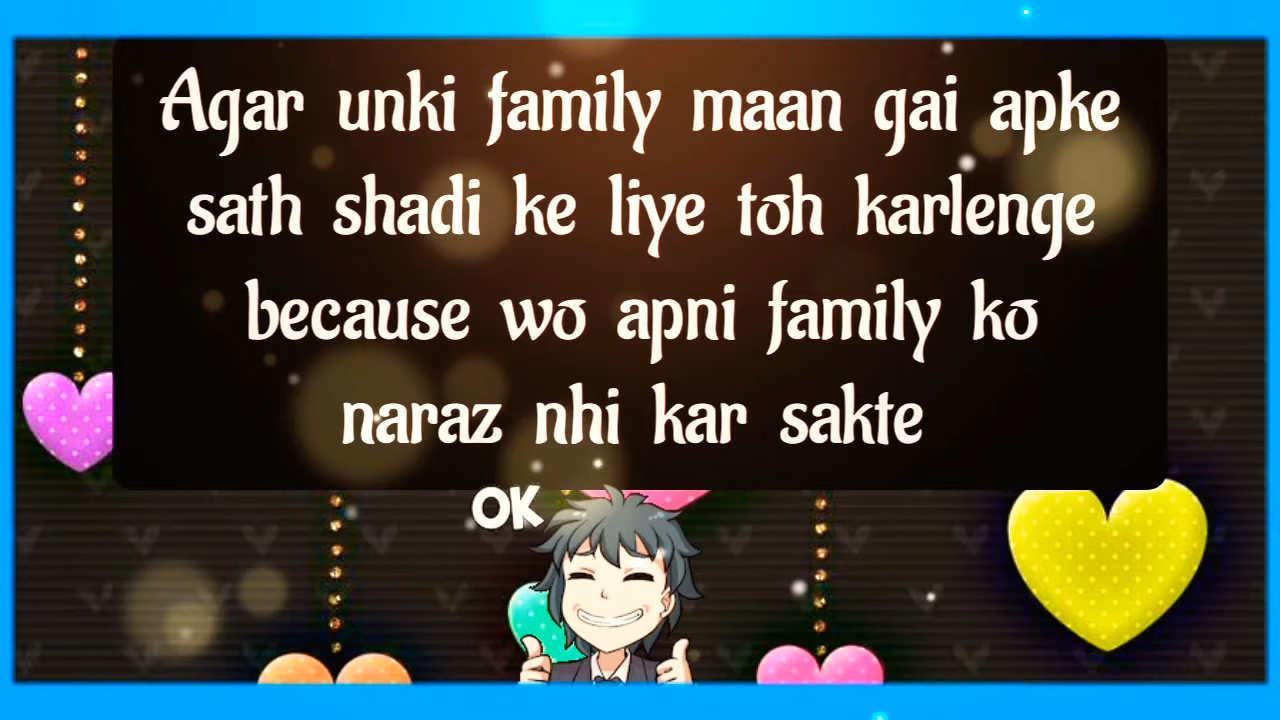 Agar unki family maan gai apke
sath shadi ke liye toh karlenge
because wo apni family ko
naraz nhi kar sakte
OK